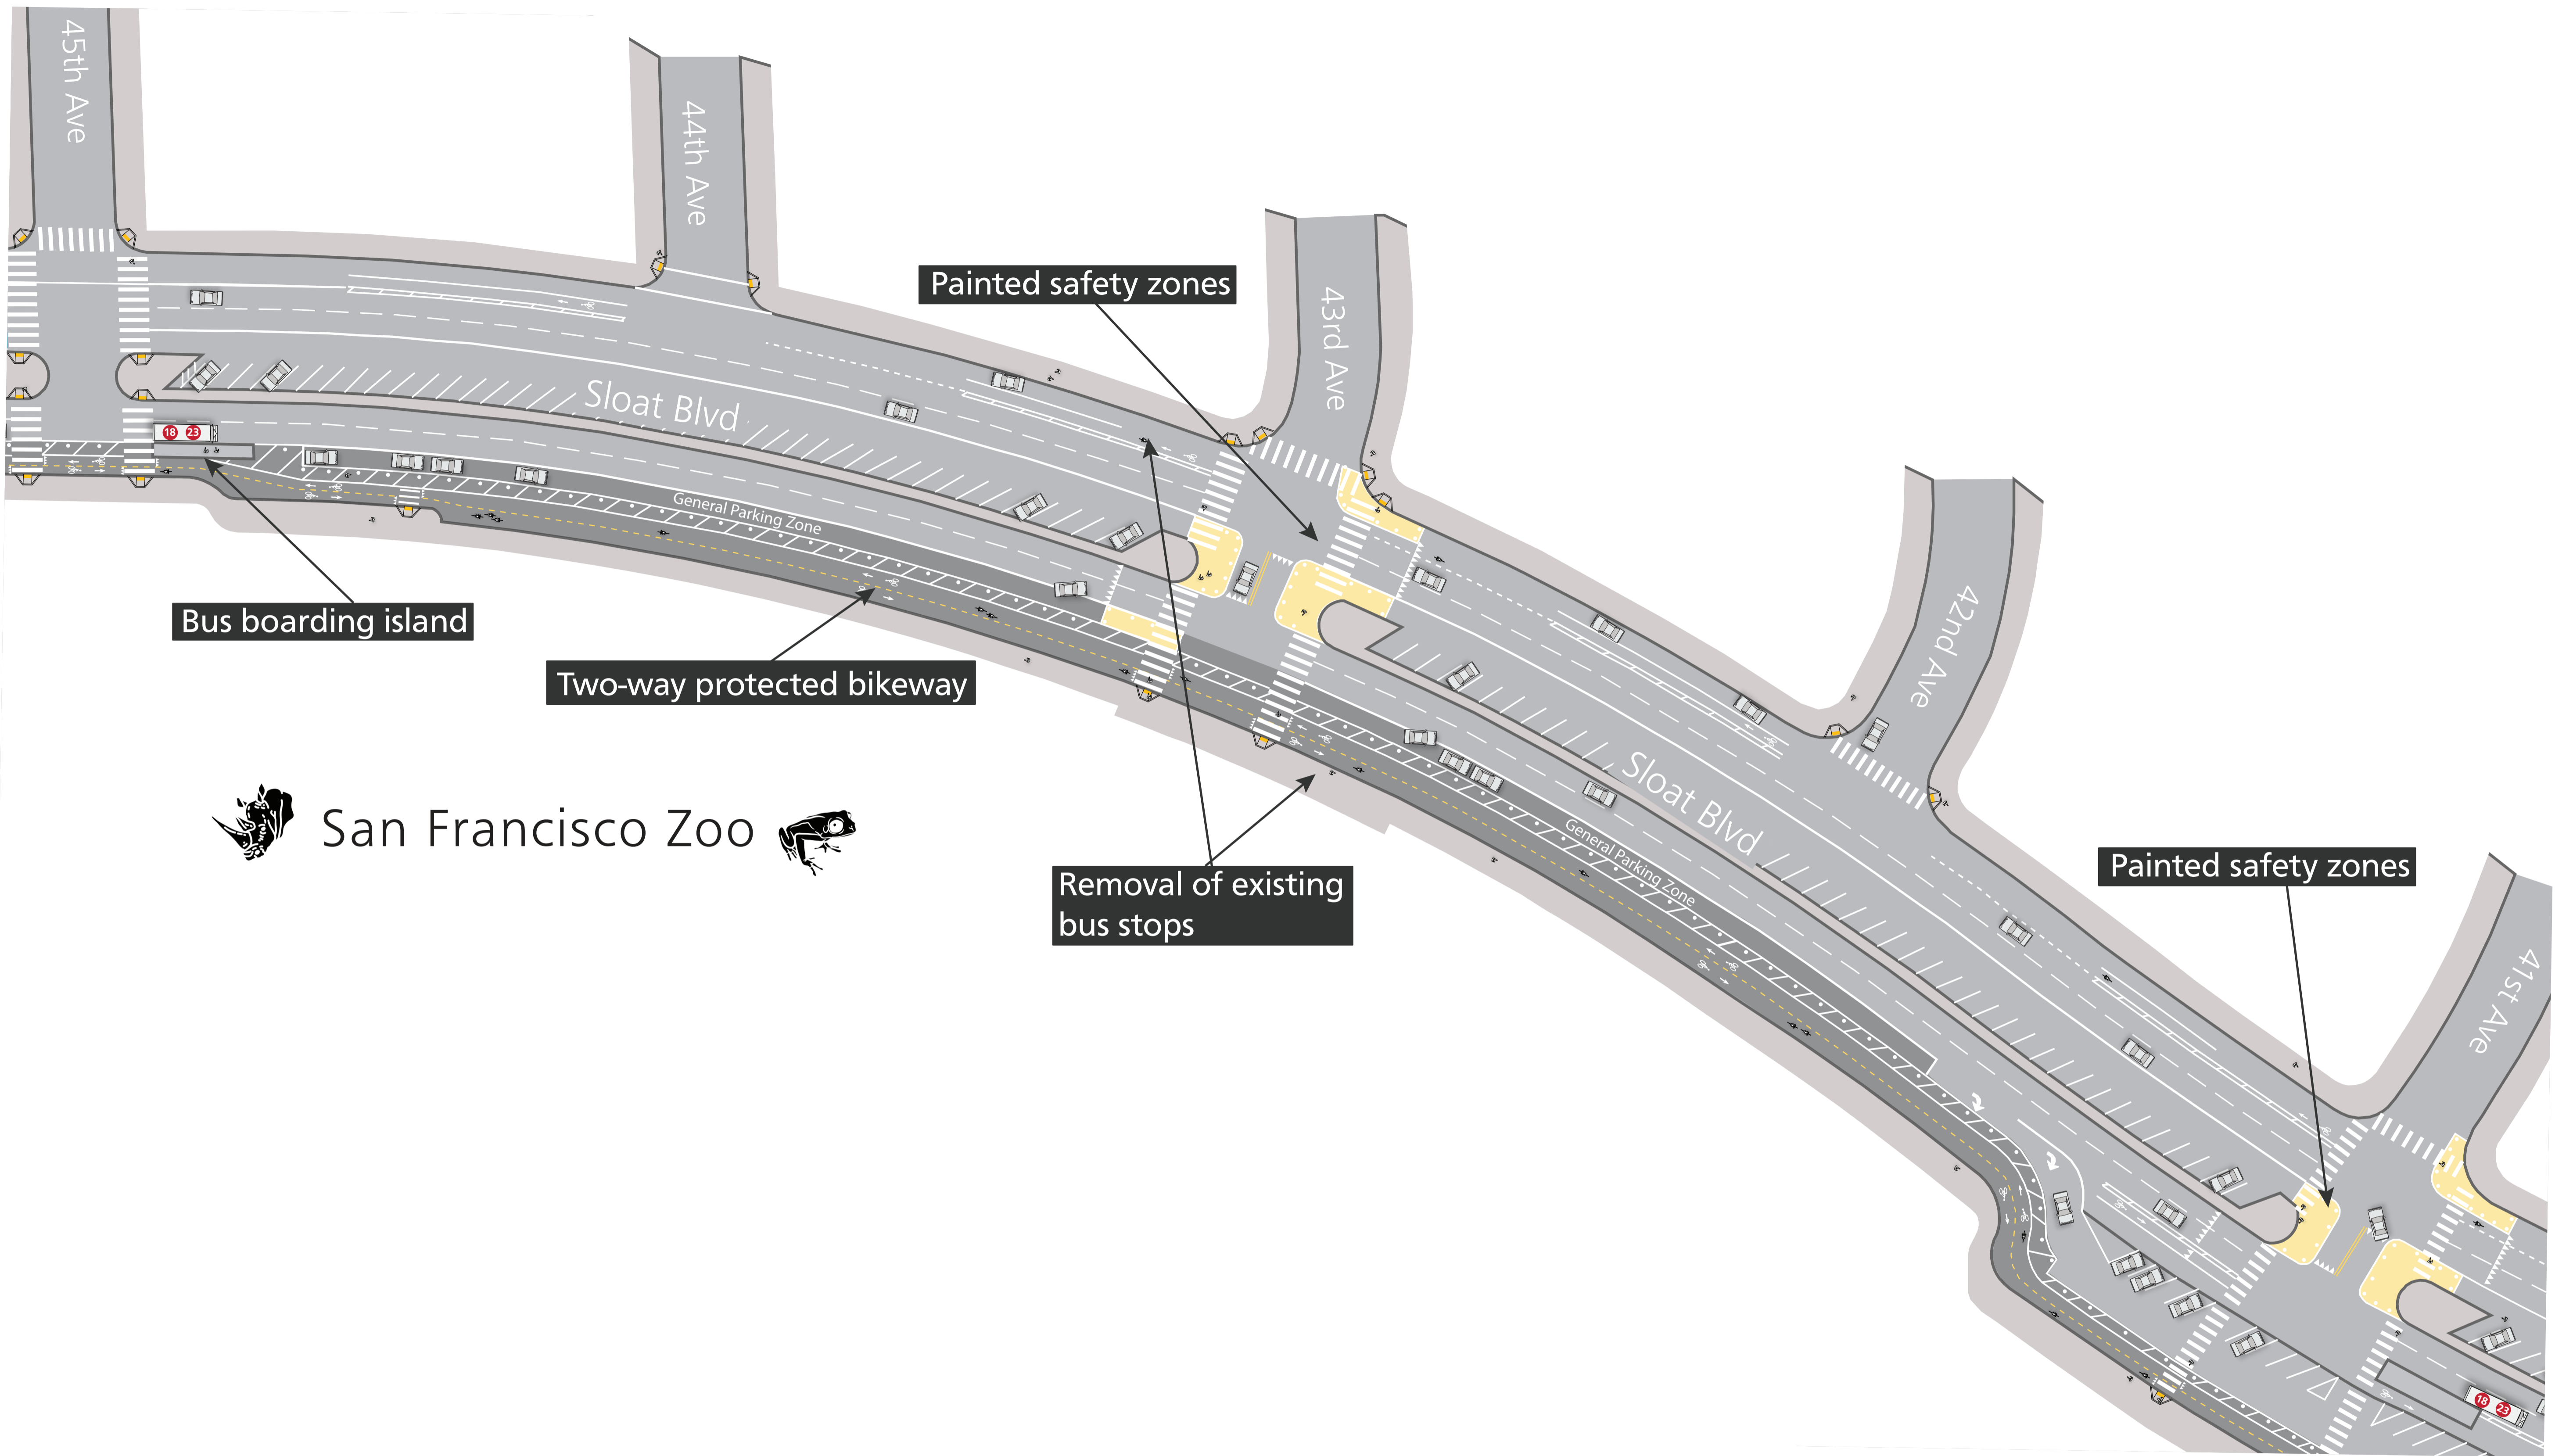 45th Ave
44th Ave
43rd Ave
42nd Ave
41st Ave
Painted safety zones
Sloat Blvd
18 23
General Parking Zone
Bus boarding island
Two-way protected bikeway
San Francisco Zoo
Removal of existing
bus stops
Sloat Blvd
General Parking Zone
Painted safety zones
18 23